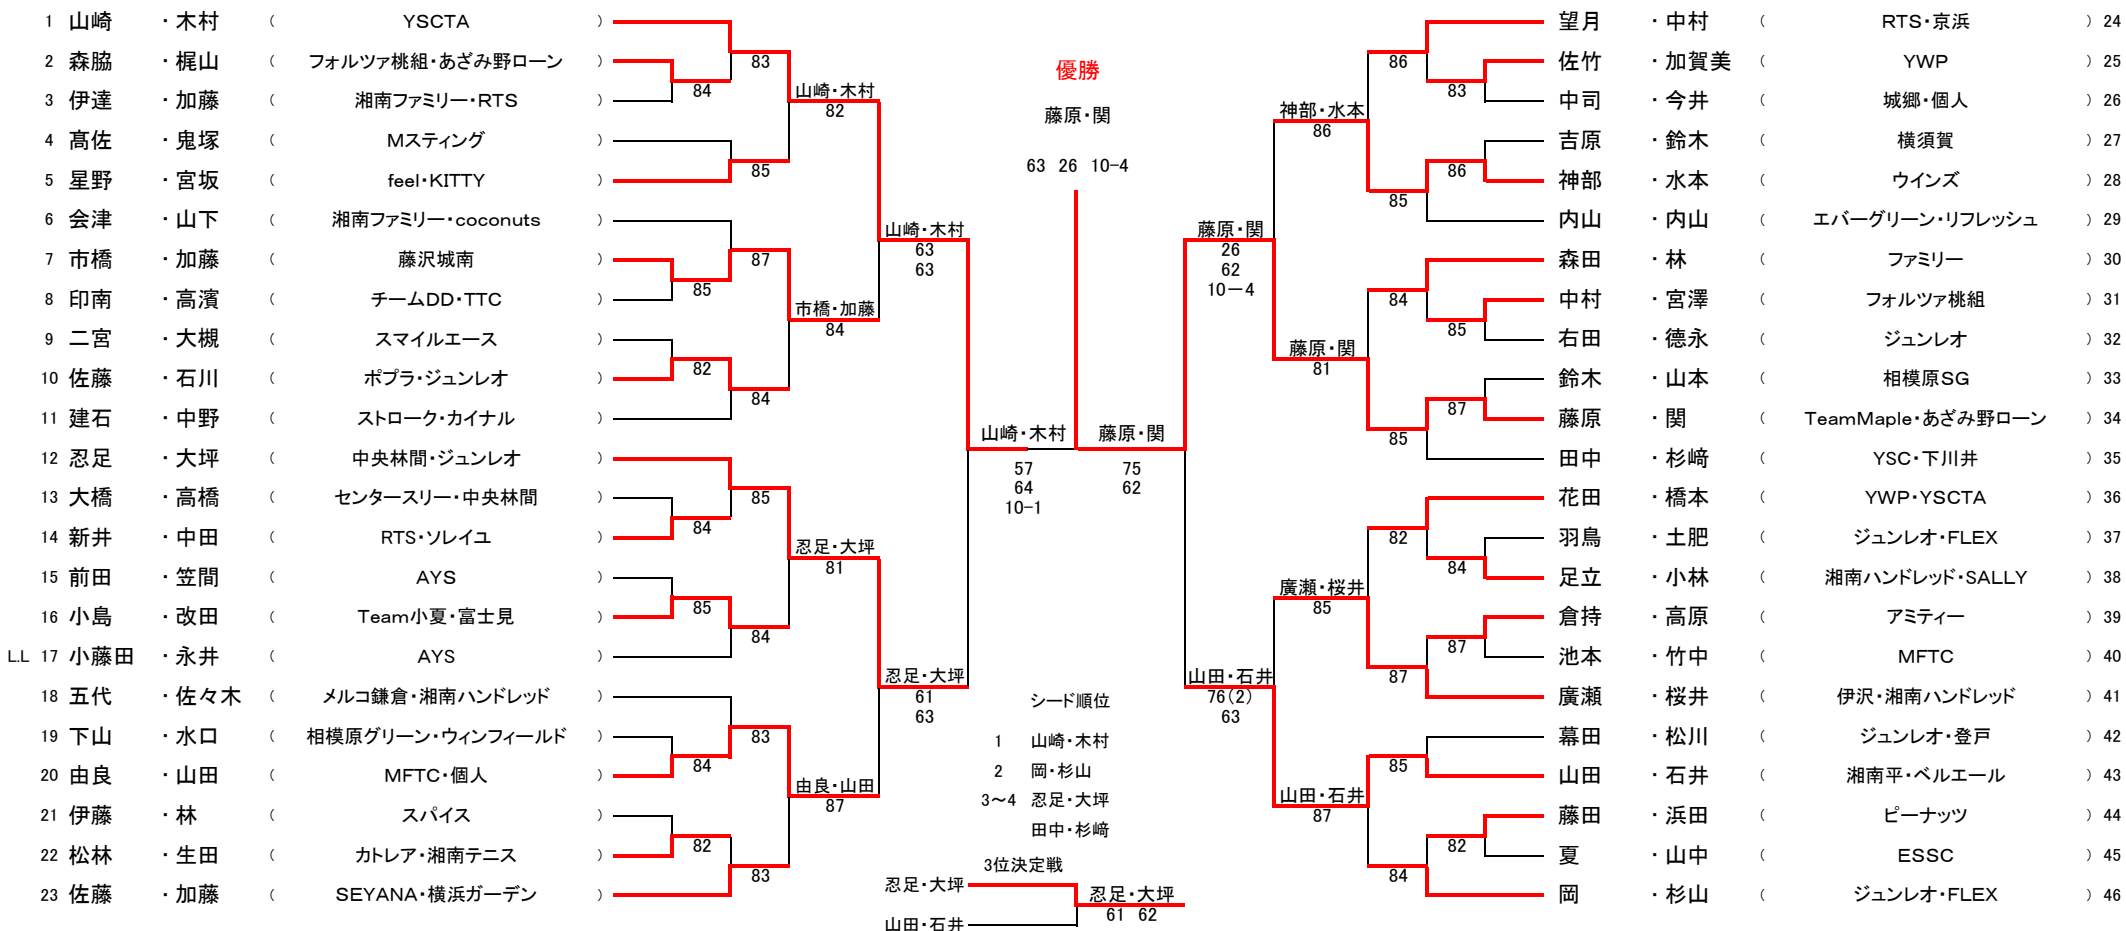 1 山崎 ・木村 ( YSCTA )
2 森脇 ・梶山 ( フォルツァ桃組・あざみ野ローン )
3 伊達 ・加藤 ( 湘南ファミリー・RTS )
4 髙佐 ・鬼塚 ( Mスティング )
5 星野 ・宮坂 ( feel・KITTY )
6 会津 ・山下 ( 湘南ファミリー・coconuts )
7 市橋 ・加藤 ( 藤沢城南 )
8 印南 ・高濱 ( チームDD・TTC )
9 二宮 ・大槻 ( スマイルエース )
10 佐藤 ・石川 ( ポプラ・ジュンレオ )
11 建石 ・中野 ( ストローク・カイナル )
12 忍足 ・大坪 ( 中央林間・ジュンレオ )
13 大橋 ・高橋 ( センタースリー・中央林間 )
14 新井 ・中田 ( RTS・ソレイユ )
15 前田 ・笠間 ( AYS )
16 小島 ・改田 ( Team小夏・富士見 )
L.L 17 小藤田 ・永井 ( AYS )
18 五代 ・佐々木 ( メルコ鎌倉・湘南ハンドレッド )
19 下山 ・水口 ( 相模原グリーン・ウィンフィールド )
20 由良 ・山田 ( MFTC・個人 )
21 伊藤 ・林 ( スパイス )
22 松林 ・生田 ( カトレア・湘南テニス )
23 佐藤 ・加藤 ( SEYANA・横浜ガーデン )
84
85
82
84
85
84
82
83
85
87
84
85
84
83
83
山崎・木村
82
市橋・加藤
84
忍足・大坪
81
由良・山田
87
山崎・木村
63
63
忍足・大坪
61
63
山崎・木村
57
64
10-1
優勝
藤原・関
63 26 10-4
藤原・関
75
62
藤原・関
26
62
10-4
山田・石井
76(2)
63
神部・水本
86
藤原・関
81
廣瀬・桜井
85
山田・石井
87
86
85
84
85
82
87
85
84
83
86
85
87
84
87
82
望月 ・中村 ( RTS・京浜 ) 24
佐竹 ・加賀美 ( YWP ) 25
中司 ・今井 ( 城郷・個人 ) 26
吉原 ・鈴木 ( 横須賀 ) 27
神部 ・水本 ( ウインズ ) 28
内山 ・内山 ( エバーグリーン・リフレッシュ ) 29
森田 ・林 ( ファミリー ) 30
中村 ・宮澤 ( フォルツァ桃組 ) 31
右田 ・德永 ( ジュンレオ ) 32
鈴木 ・山本 ( 相模原SG ) 33
藤原 ・関 ( TeamMaple・あざみ野ローン ) 34
田中 ・杉﨑 ( YSC・下川井 ) 35
花田 ・橋本 ( YWP・YSCTA ) 36
羽鳥 ・土肥 ( ジュンレオ・FLEX ) 37
足立 ・小林 ( 湘南ハンドレッド・SALLY ) 38
倉持 ・高原 ( アミティー ) 39
池本 ・竹中 ( MFTC ) 40
廣瀬 ・桜井 ( 伊沢・湘南ハンドレッド ) 41
幕田 ・松川 ( ジュンレオ・登戸 ) 42
山田 ・石井 ( 湘南平・ベルエール ) 43
藤田 ・浜田 ( ピーナッツ ) 44
夏 ・山中 ( ESSC ) 45
岡 ・杉山 ( ジュンレオ・FLEX ) 46
シード順位
1 山崎・木村
2 岡・杉山
3～4 忍足・大坪
田中・杉﨑
3位決定戦
忍足・大坪
山田・石井
忍足・大坪
61 62